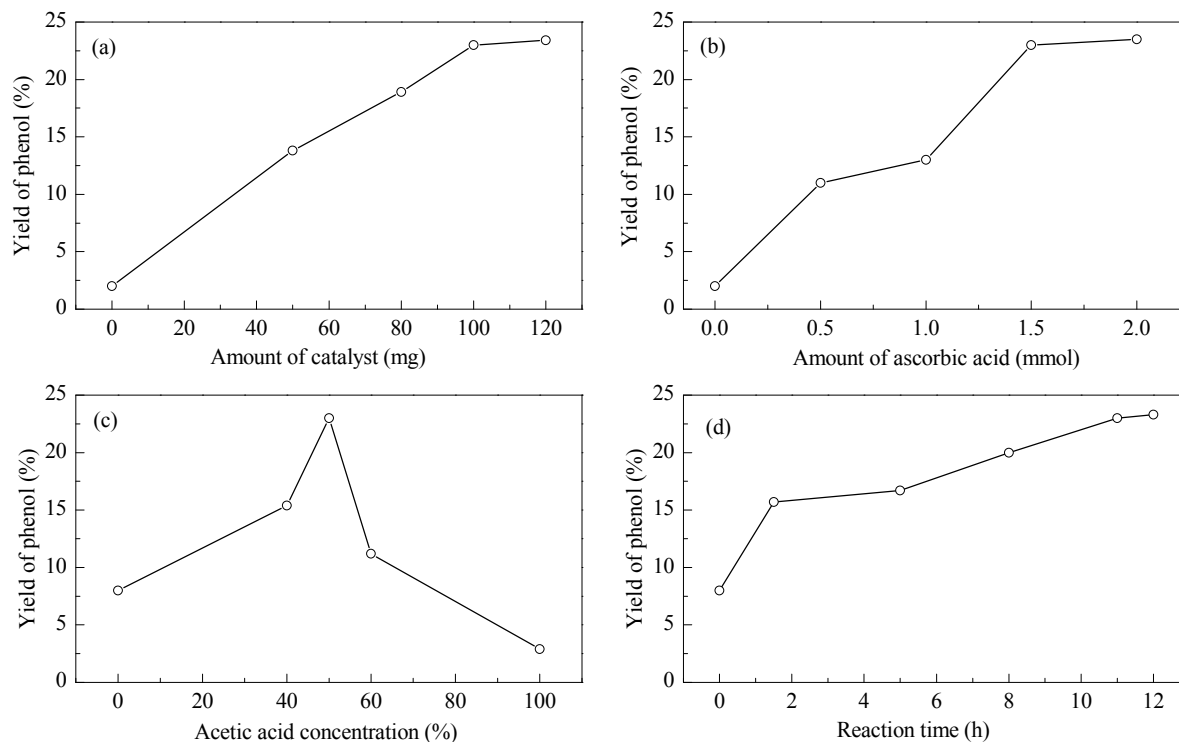 (a)
Yield of phenol (%)
25
20
15
10
5
0
0 20 40 60 80 100 120
Amount of catalyst (mg)
(b)
Yield of phenol (%)
25
20
15
10
5
0
0.0 0.5 1.0 1.5 2.0
Amount of ascorbic acid (mmol)
(c)
Yield of phenol (%)
25
20
15
10
5
0
0 20 40 60 80 100
Acetic acid concentration (%)
(d)
Yield of phenol (%)
25
20
15
10
5
0
0 2 4 6 8 10 12
Reaction time (h)